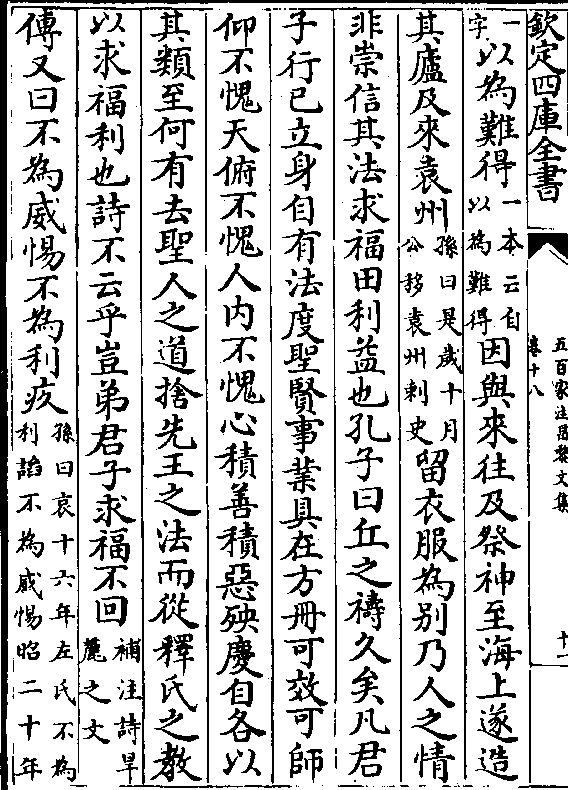 欽定四庫全書
五百家注昌黎文集
卷十八
十一
一字以為難得一本云自以為難得因與來往及祭神至海上遂造
其廬及來袁州孫曰是歲十月公移袁州刺史留衣服為别乃人之情
非崇信其法求福田利益也孔子曰丘之禱久矣凡君
子行已立身自有法度聖賢事業具在方冊可效可師
仰不愧天俯不愧人内不愧心積善積惡殃慶自各以
其類至何有去聖人之道捨先王之法而從釋氏之教
以求福利也詩不云乎豈弟君子求福不回補注詩旱麓之文
傳又曰不為威惕不為利疚孫曰哀十六年左氏不為利謟不為威惕昭二十年